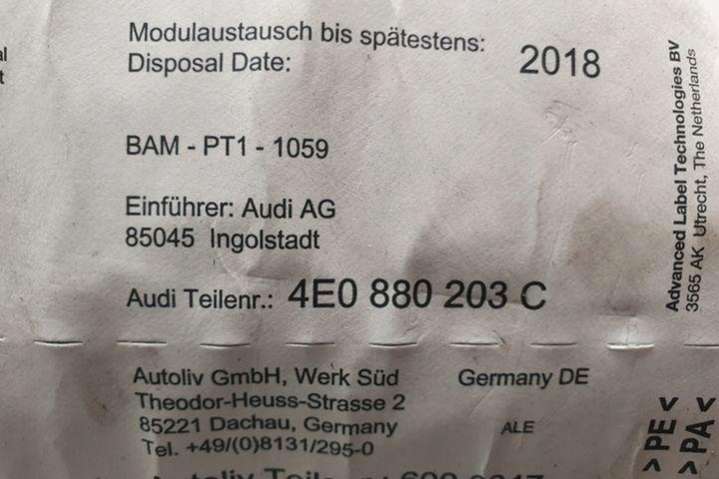 Modulaustausch bis spätestens:
Disposal Date:
2018
BAM - PT1 - 1059
Einführer: Audi AG
85045 Ingolstadt
Audi Teilenr.: 4E0 880 203 C
Autoliv GmbH, Werk Süd
Germany DE
Theodor-Heuss-Strasse 2
85221 Dachau, Germany
ALE
Tel. +49/(0)8131/295-0
Advanced Label Technologies BV
3565 AK Utrecht, The Netherlands
> PE <
> PA <